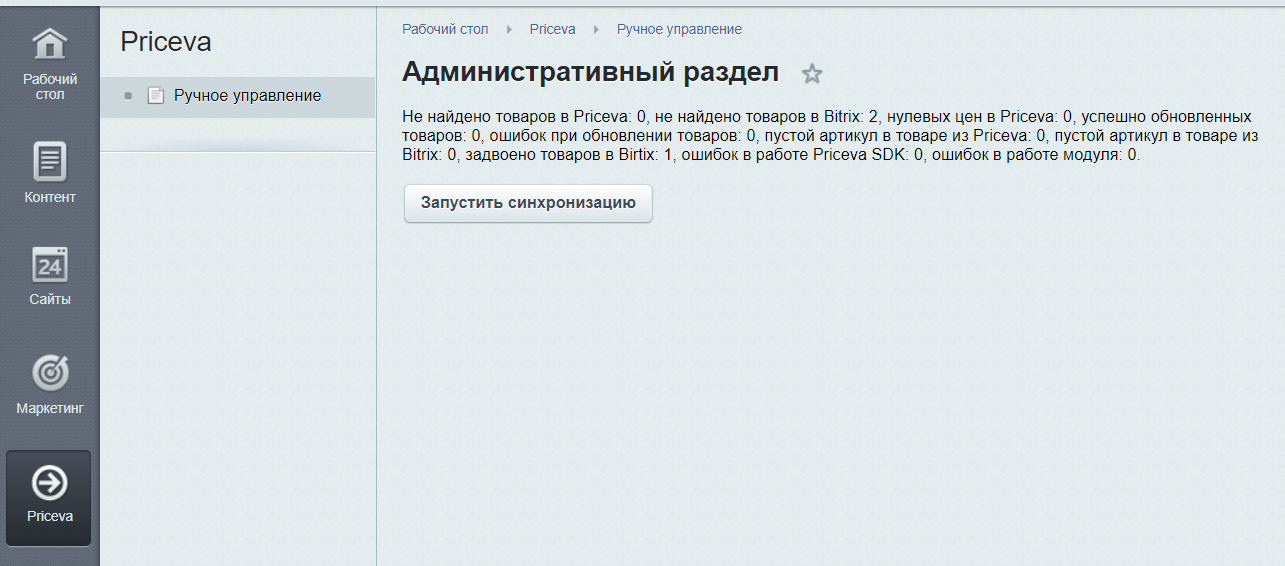 Рабочий
стол
Контент
24
Сайты
Маркетинг
Priceva
Priceva
Ручное управление
Рабочий стол Priceva Ручное управление
Административный раздел
Не найдено товаров в Priceva: 0, не найдено товаров в Bitrix: 2, нулевых цен в Priceva: 0, успешно обновленных
товаров: 0, ошибок при обновлении товаров: 0, пустой артикул в товаре из Priceva: 0, пустой артикул в товаре из
Bitrix: 0, задвоено товаров в Birtix: 1, ошибок в работе Priceva SDK: 0, ошибок в работе модуля: 0.
Запустить синхронизацию